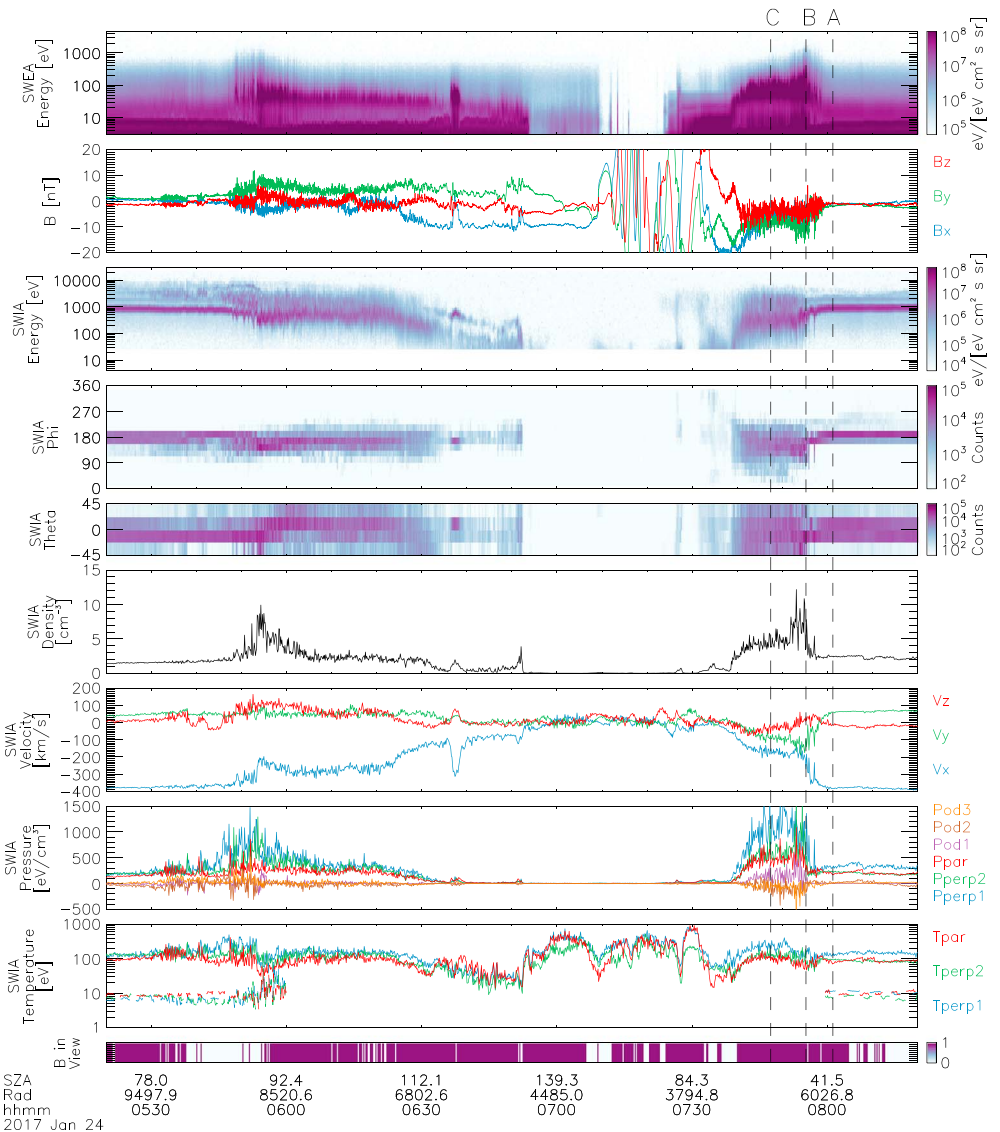 C B A
SWEA
Energy [eV]
1000
100
10
10⁸
10⁷
10⁶
10⁵
eV/[eV cm² s sr]
B [nT]
20
10
0
-10
-20
Bz
By
Bx
SWIA
Energy [eV]
10000
1000
100
10
10⁸
10⁷
10⁶
10⁵
10⁴
eV/[eV cm² s sr]
SWIA
Phi
360
270
180
90
0
10⁵
10⁴
10³
10²
Counts
SWIA
Theta
45
0
-45
10⁵
10⁴
10³
10²
Counts
SWIA
Density
[cm⁻³]
15
10
5
0
SWIA
Velocity
[km/s]
200
100
0
-100
-200
-300
-400
Vz
Vy
Vx
SWIA
Pressure
[eV/cm³]
1500
1000
500
0
-500
Pod3
Pod2
Pod1
Ppar
Pperp2
Pperp1
SWIA
Temperature
[eV]
1000
100
10
1
Tpar
Tperp2
Tperp1
B in
View
1
0
SZA 78.0 92.4 112.1 139.3 84.3 41.5
Rad 9497.9 8520.6 6802.6 4485.0 3794.8 6026.8
hhmm 0530 0600 0630 0700 0730 0800
2017 Jan 24